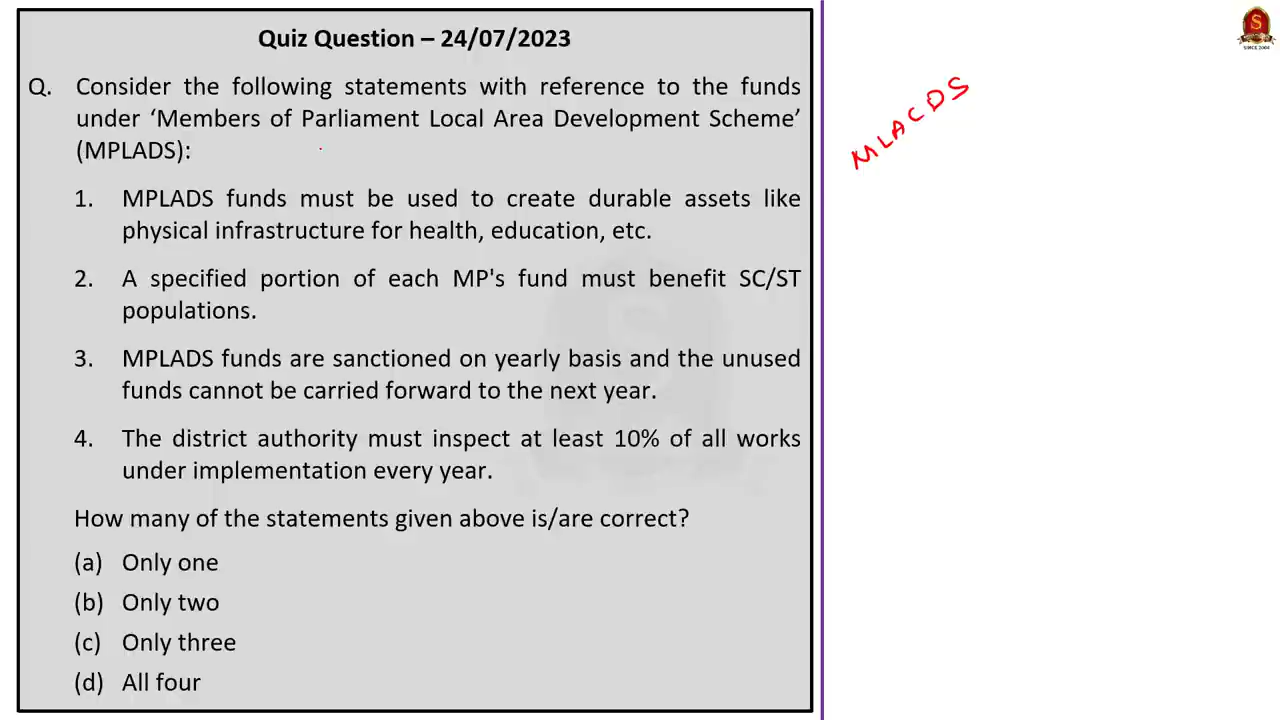 Quiz Question – 24/07/2023
Q. Consider the following statements with reference to the funds
under ‘Members of Parliament Local Area Development Scheme’
(MPLADS):
1. MPLADS funds must be used to create durable assets like
physical infrastructure for health, education, etc.
2. A specified portion of each MP's fund must benefit SC/ST
populations.
3. MPLADS funds are sanctioned on yearly basis and the unused
funds cannot be carried forward to the next year.
4. The district authority must inspect at least 10% of all works
under implementation every year.
How many of the statements given above is/are correct?
(a) Only one
(b) Only two
(c) Only three
(d) All four
MLACDS
S
SINCE 2004